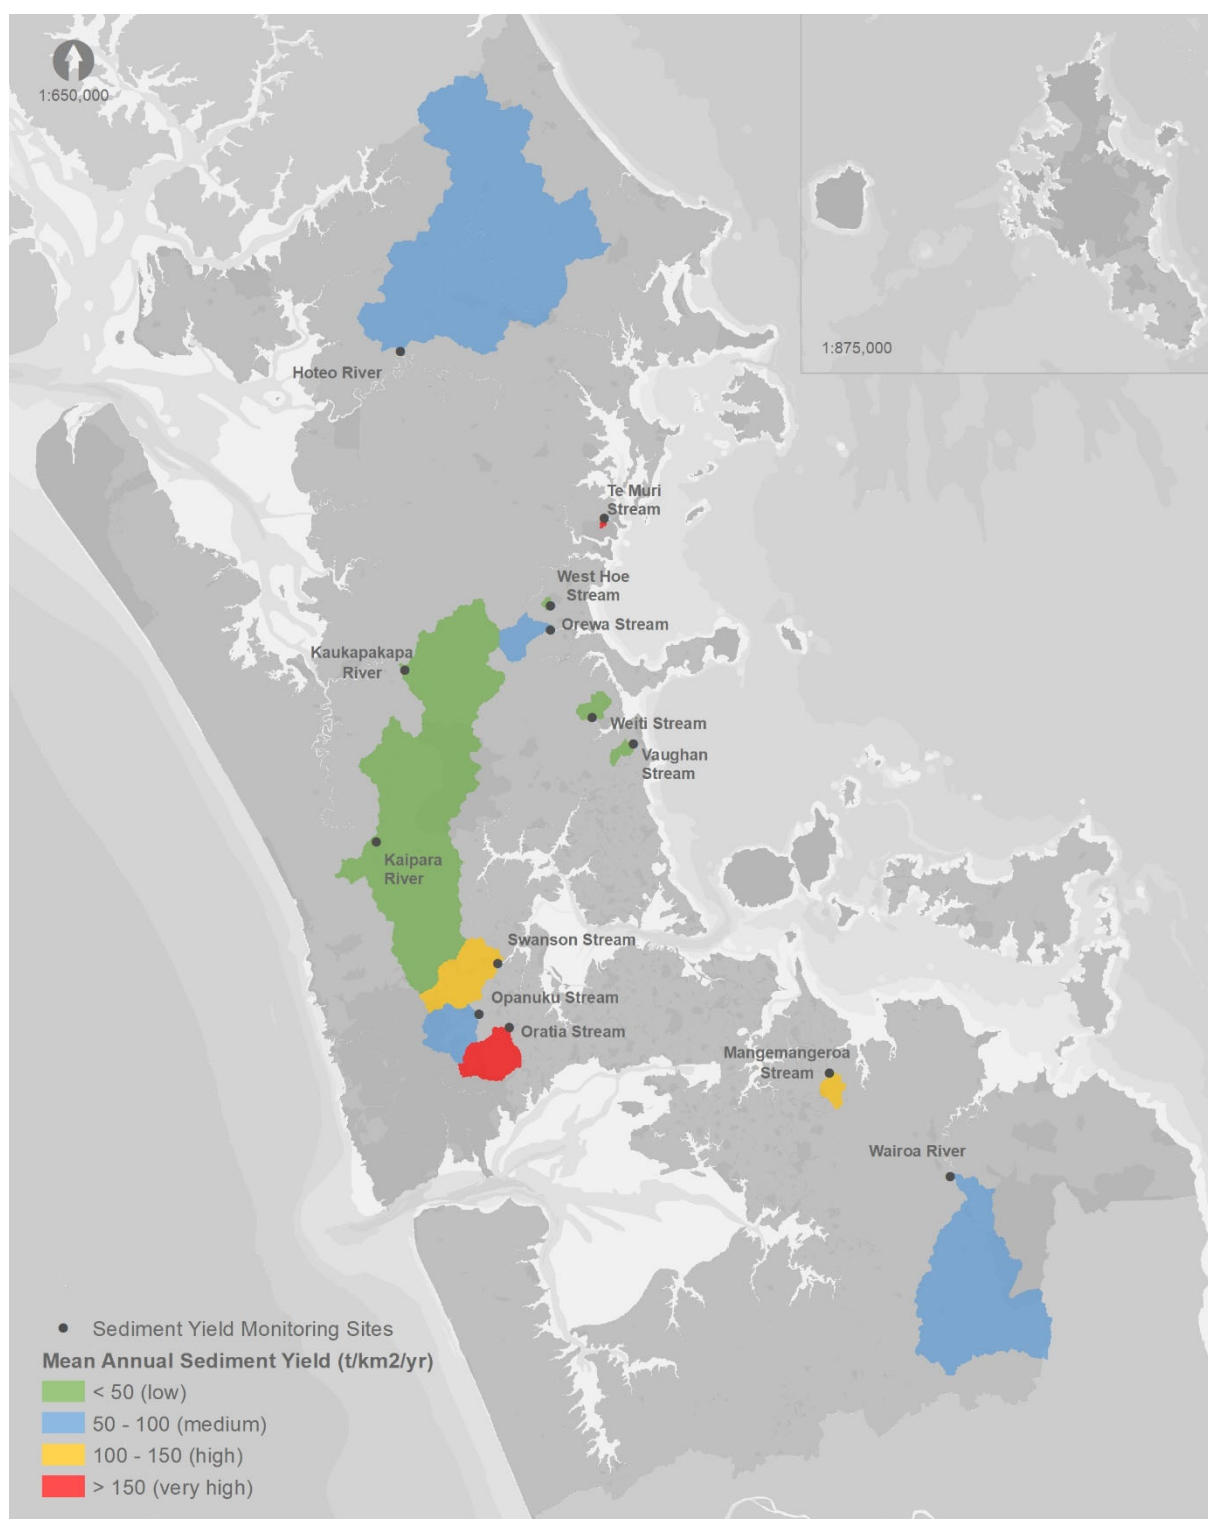 1:650,000
1:875,000
Hoteo River
Te Muri
Stream
West Hoe
Stream
Orewa Stream
Kaukapakapa
River
Weiti Stream
Vaughan
Stream
Kaipara
River
Swanson Stream
Opanuku Stream
Oratia Stream
Mangemangeroa
Stream
Wairoa River
Sediment Yield Monitoring Sites
Mean Annual Sediment Yield (t/km2/yr)
< 50 (low)
50 - 100 (medium)
100 - 150 (high)
> 150 (very high)